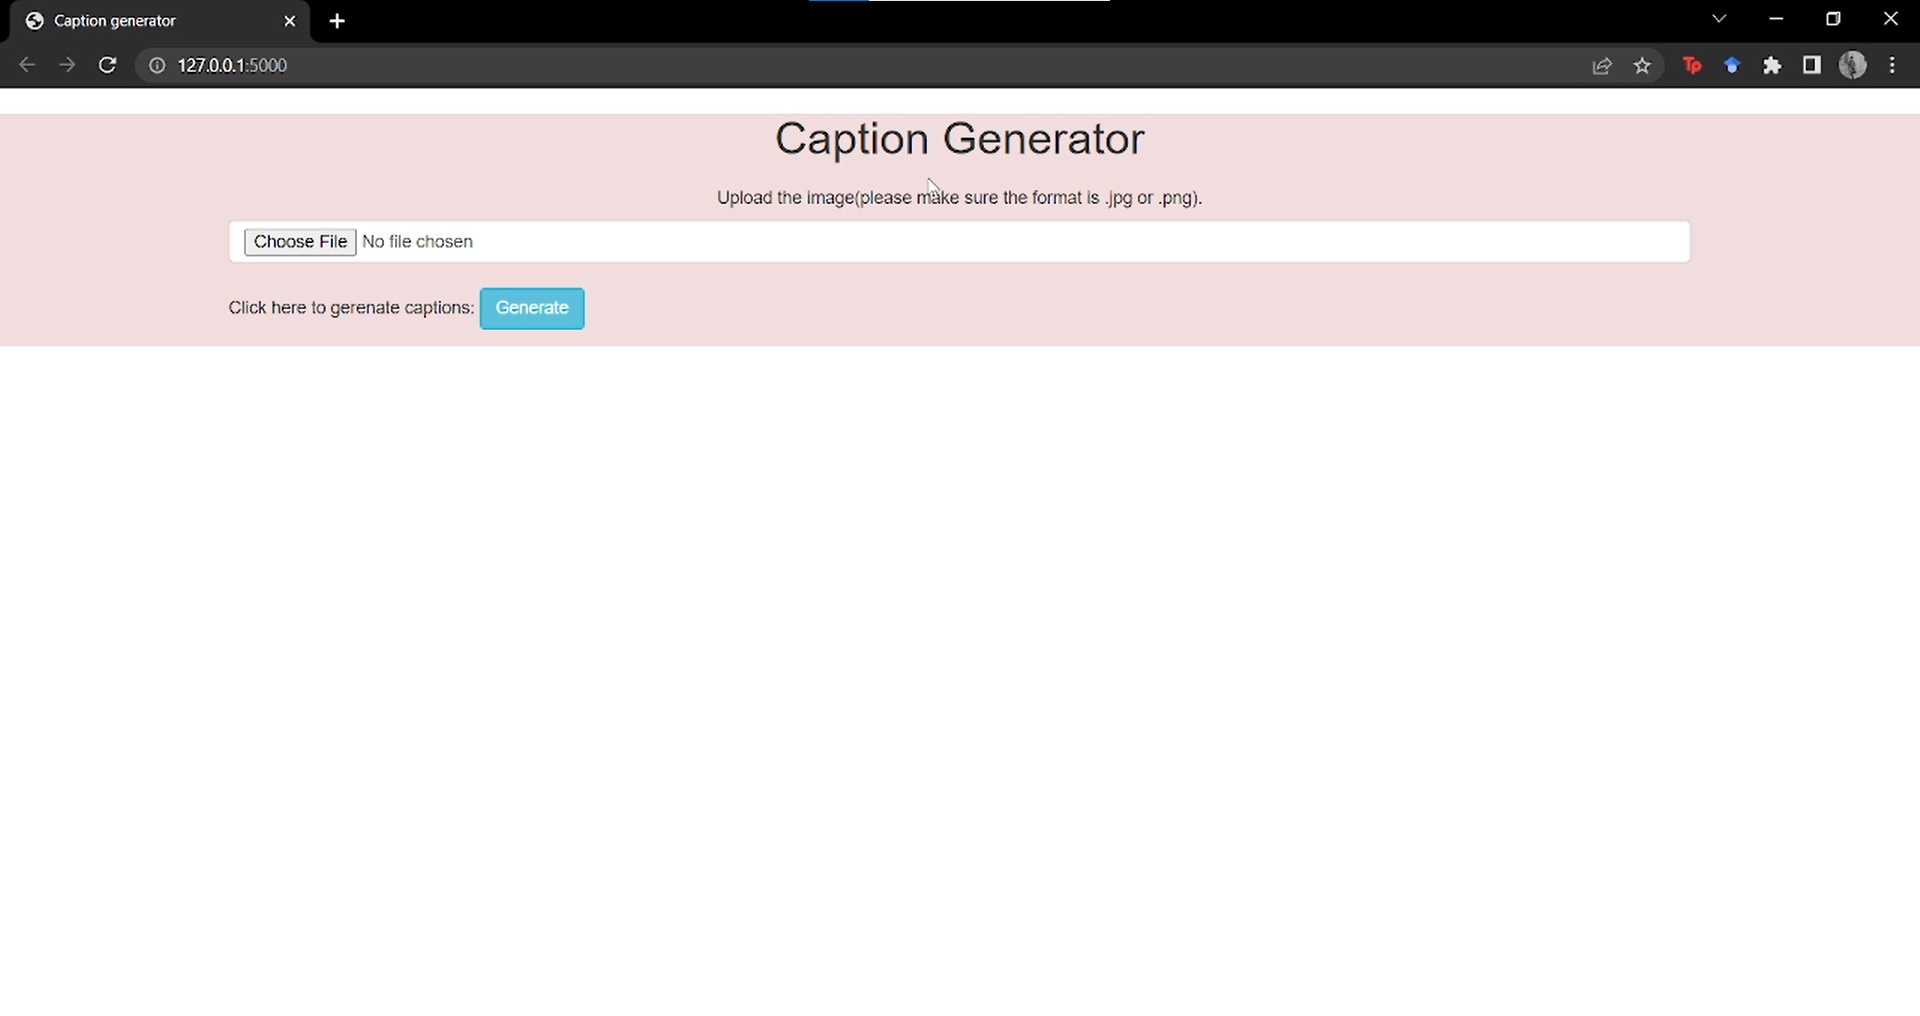 Caption generator
127.0.0.1:5000
Tp
Caption Generator
Upload the image(please make sure the format is .jpg or .png).
Choose File No file chosen
Click here to gerenate captions: Generate